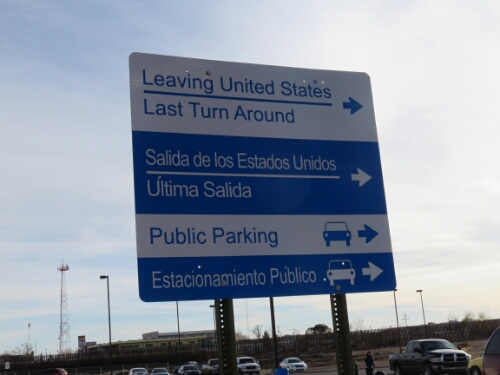 Leaving United States
Last Turn Around
Salida de los Estados Unidos
Última Salida
Public Parking
Estacionamiento Público